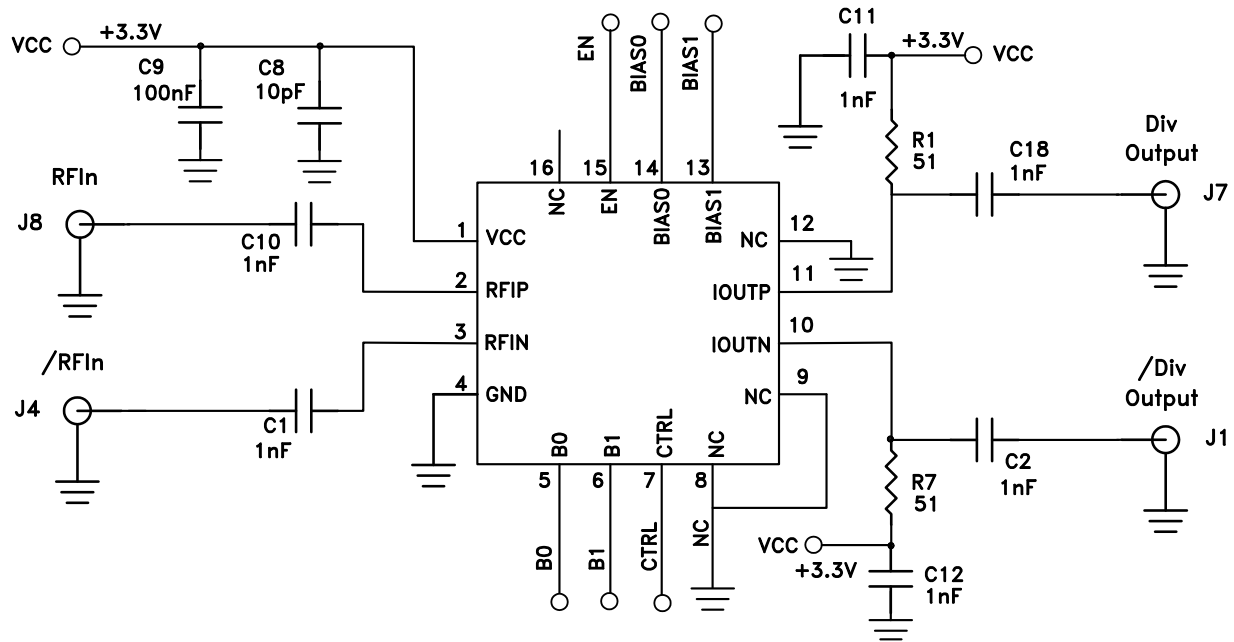 VCC
+3.3V
C9
100nF
C8
10pF
EN
BIAS0
BIAS1
C11
1nF
+3.3V
VCC
R1
51
C18
1nF
Div
Output
J7
RFIn
J8
C10
1nF
16
15
14
13
NC
EN
BIAS0
BIAS1
1
VCC
NC
12
2
RFIP
IOUTP
11
3
RFIN
IOUTN
10
4
GND
NC
9
/RFIn
J4
C1
1nF
B0
B1
CTRL
NC
5
6
7
8
B0
B1
CTRL
NC
/Div
Output
J1
C2
1nF
R7
51
VCC
+3.3V
C12
1nF